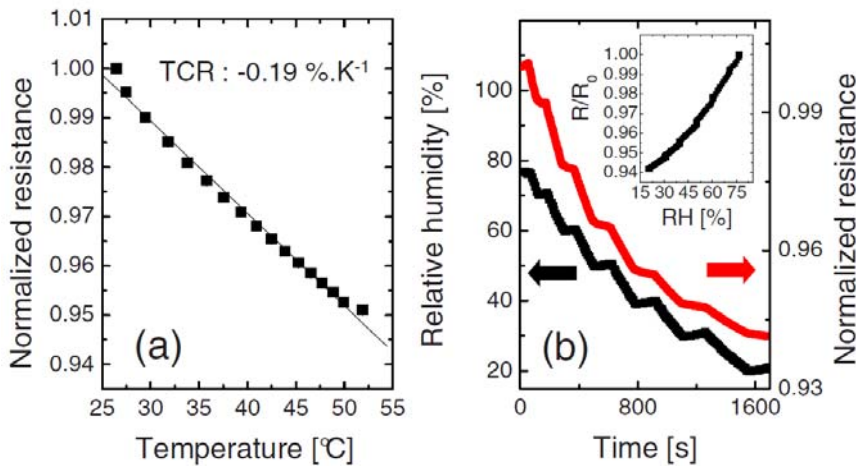 Normalized resistance
1.01
1.00
0.99
0.98
0.97
0.96
0.95
0.94
TCR : -0.19 %.K-1
(a)
25 30 35 40 45 50 55
Temperature [°C]
Relative humidity [%]
100
80
60
40
20
R/R0
1.00
0.99
0.98
0.96
0.95
0.94
15 30 45 60 75
RH [%]
(b)
0 800 1600
Time [s]
0.99
0.96
0.93
Normalized resistance